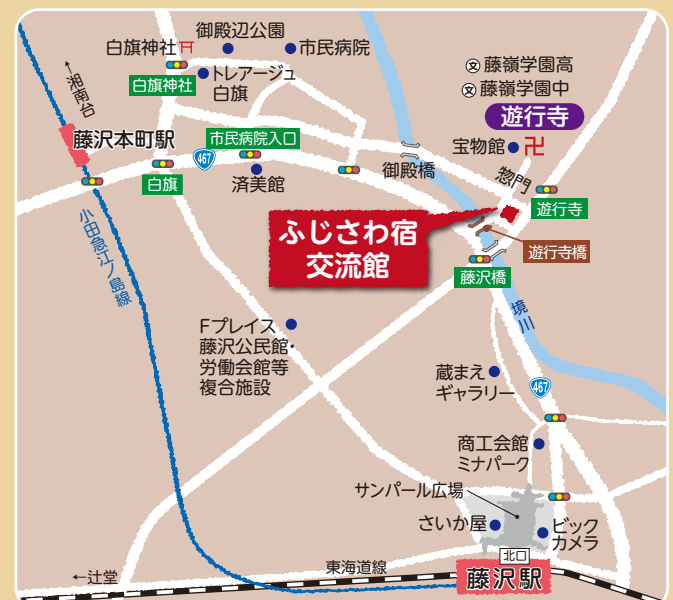 御殿辺公園
白旗神社
市民病院
トレアージュ
白旗
白旗神社
←湘南台
藤沢本町駅
市民病院入口
467
白旗
済美館
御殿橋
文 藤嶺学園高
文 藤嶺学園中
遊行寺
宝物館 卍
惣門
遊行寺
ふじさわ宿
交流館
遊行寺橋
藤沢橋
境川
小田急江ノ島線
Fプレイス
藤沢公民館・
労働会館等
複合施設
蔵まえ
ギャラリー
467
商工会館
ミナパーク
サンパール広場
さいか屋
ビック
カメラ
北口
藤沢駅
東海道線
←辻堂